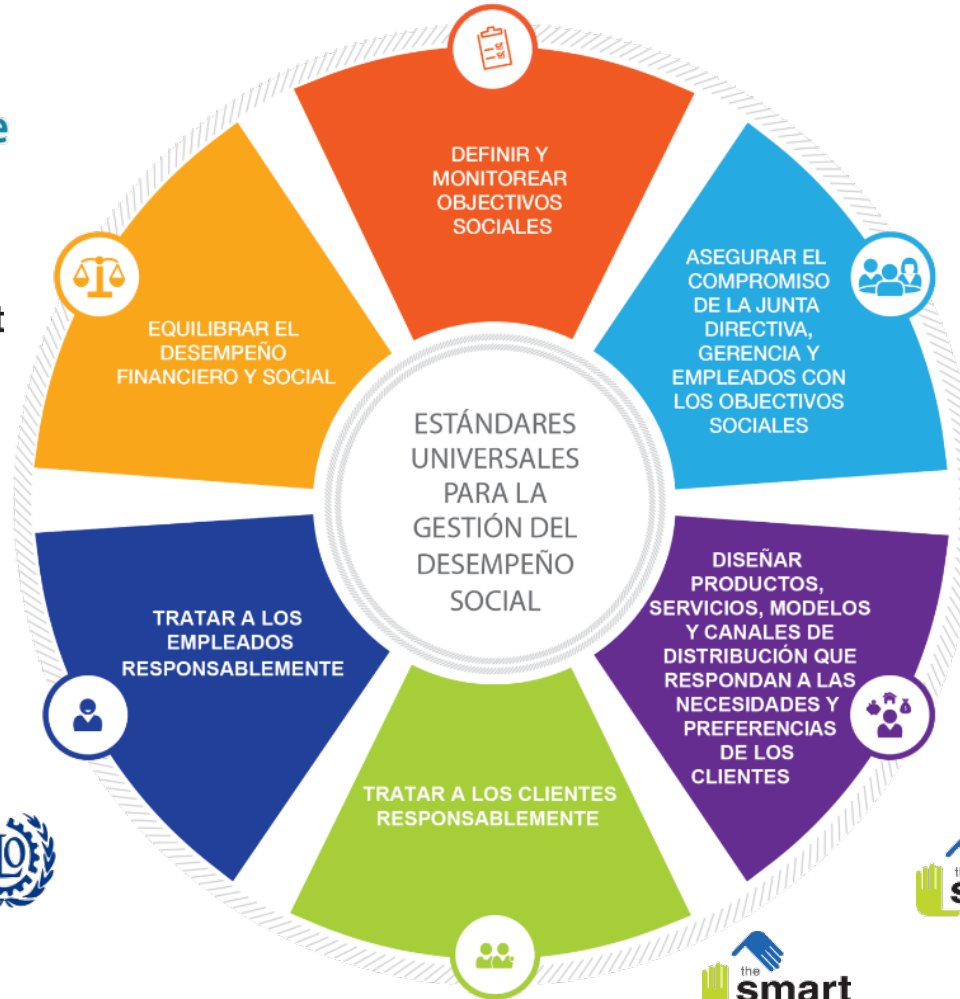 DEFINIR Y
MONITOREAR
OBJECTIVOS
SOCIALES
ASEGURAR EL
COMPROMISO
DE LA JUNTA
DIRECTIVA,
GERENCIA Y
EMPLEADOS CON
LOS OBJECTIVOS
SOCIALES
EQUILIBRAR EL
DESEMPEÑO
FINANCIERO Y SOCIAL
ESTÁNDARES
UNIVERSALES
PARA LA
GESTIÓN DEL
DESEMPEÑO
SOCIAL
DISEÑAR
PRODUCTOS,
SERVICIOS, MODELOS
Y CANALES DE
DISTRIBUCIÓN QUE
RESPONDAN A LAS
NECESIDADES Y
PREFERENCIAS
DE LOS
CLIENTES
TRATAR A LOS
EMPLEADOS
RESPONSABLEMENTE
TRATAR A LOS CLIENTES
RESPONSABLEMENTE
the
smart